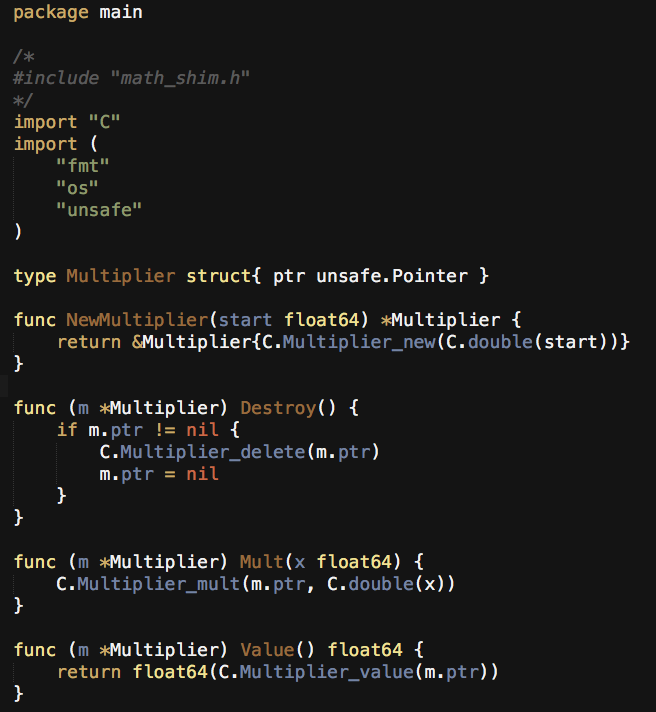 package main
/*
#include "math_shim.h"
*/
import "C"
import (
    "fmt"
    "os"
    "unsafe"
)
type Multiplier struct{ ptr unsafe.Pointer }
func NewMultiplier(start float64) *Multiplier {
    return &Multiplier{C.Multiplier_new(C.double(start))}
}
func (m *Multiplier) Destroy() {
    if m.ptr != nil {
        C.Multiplier_delete(m.ptr)
        m.ptr = nil
    }
}
func (m *Multiplier) Mult(x float64) {
    C.Multiplier_mult(m.ptr, C.double(x))
}
func (m *Multiplier) Value() float64 {
    return float64(C.Multiplier_value(m.ptr))
}